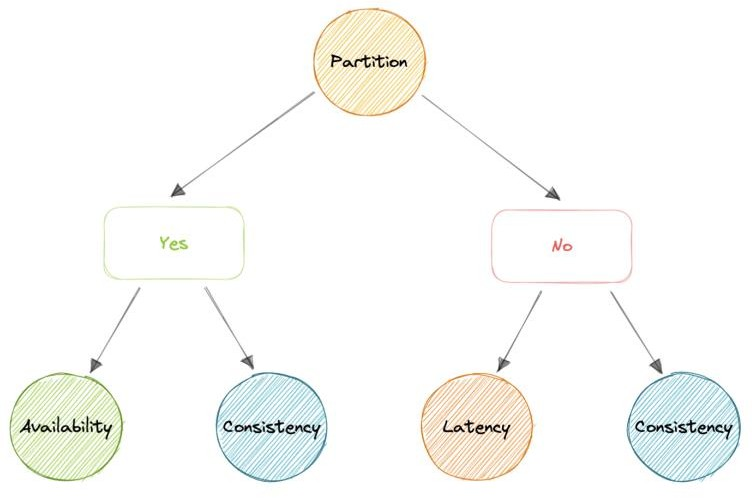 Partition
Yes
No
Availability
Consistency
Latency
Consistency